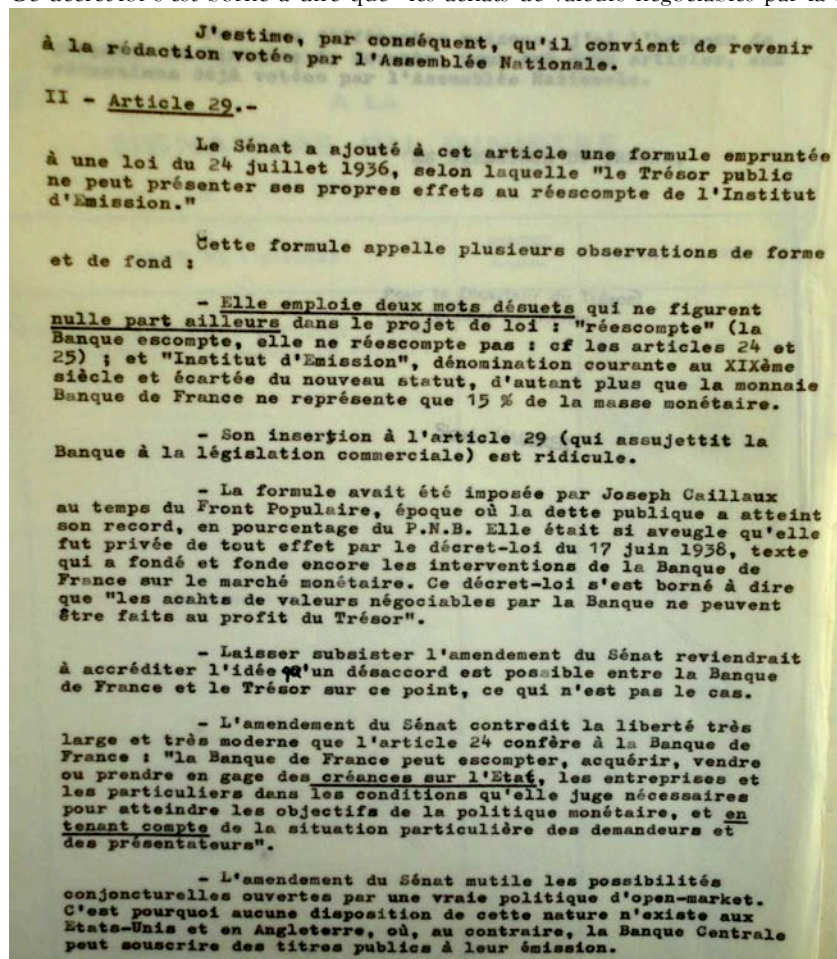 J'estime, par conséquent, qu'il convient de revenir
à la rédaction votée par l'Assemblée Nationale.
II - Article 29.-
Le Sénat a ajouté à cet article une formule empruntée
à une loi du 24 juillet 1936, selon laquelle "le Trésor public
ne peut présenter ses propres effets au réescompte de l'Institut
d'Emission."
Cette formule appelle plusieurs observations de forme
et de fond :
- Elle emploie deux mots désuets qui ne figurent
nulle part ailleurs dans le projet de loi : "réescompte" (la
Banque escompte, elle ne réescompte pas : cf les articles 24 et
25) ; et "Institut d'Emission", dénomination courante au XIXème
siècle et écartée du nouveau statut, d'autant plus que la monnaie
Banque de France ne représente que 15 % de la masse monétaire.
- Son insertion à l'article 29 (qui assujettit la
Banque à la législation commerciale) est ridicule.
- La formule avait été imposée par Joseph Caillaux
au temps du Front Populaire, époque où la dette publique a atteint
son record, en pourcentage du P.N.B. Elle était si aveugle qu'elle
fut privée de tout effet par le décret-loi du 17 juin 1938, texte
qui a fondé et fonde encore les interventions de la Banque de
France sur le marché monétaire. Ce décret-loi s'est borné à dire
que "les acahts de valeurs négociables par la Banque ne peuvent
être faits au profit du Trésor".
- Laisser subsister l'amendement du Sénat reviendrait
à accréditer l'idée qu'un désaccord est possible entre la Banque
de France et le Trésor sur ce point, ce qui n'est pas le cas.
- L'amendement du Sénat contredit la liberté très
large et très moderne que l'article 24 confère à la Banque de
France : "la Banque de France peut escompter, acquérir, vendre
ou prendre en gage des créances sur l'Etat, les entreprises et
les particuliers dans les conditions qu'elle juge nécessaires
pour atteindre les objectifs de la politique monétaire, et en
tenant compte de la situation particulière des demandeurs et
des présentateurs".
- L'amendement du Sénat mutile les possibilités
conjoncturelles ouvertes par une vraie politique d'open-market.
C'est pourquoi aucune disposition de cette nature n'existe aux
Etats-Unis et en Angleterre, où, au contraire, la Banque Centrale
peut souscrire des titres publics à leur émission.